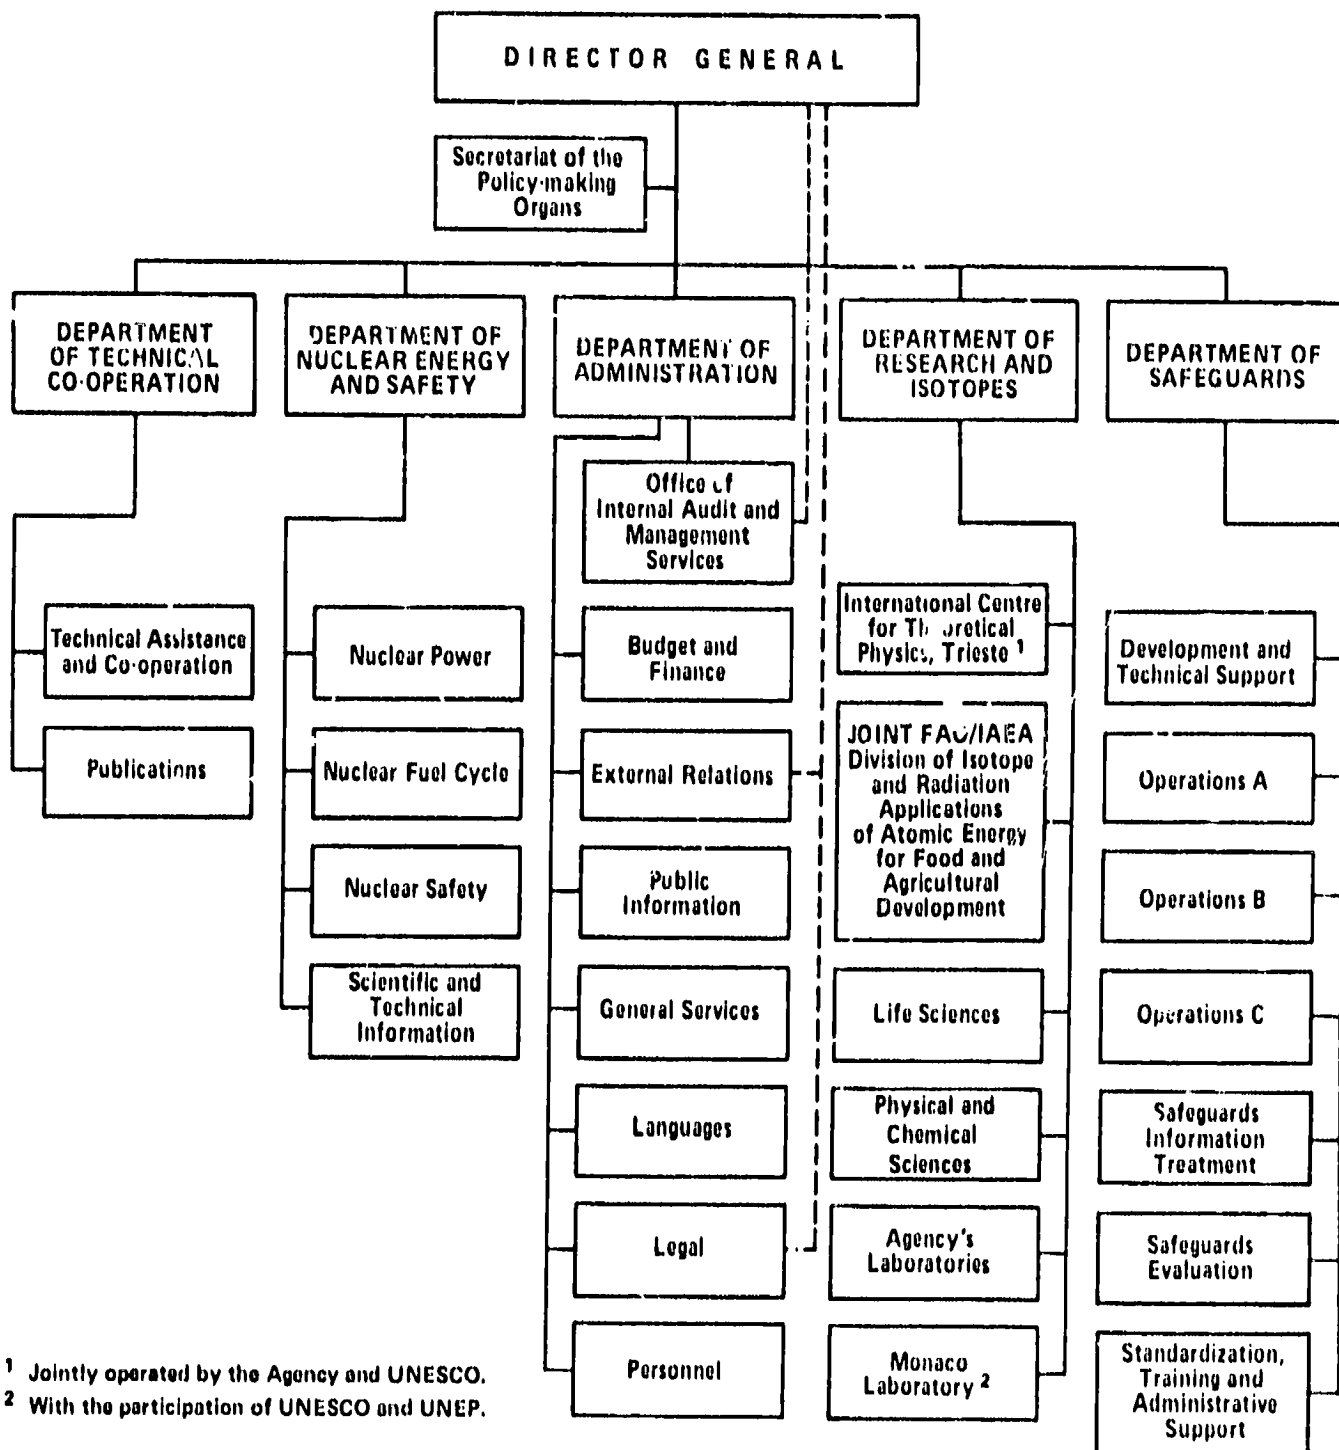 DIRECTOR GENERAL
Secretariat of the
Policy-making
Organs
DEPARTMENT
OF TECHNICAL
CO-OPERATION
DEPARTMENT OF
NUCLEAR ENERGY
AND SAFETY
DEPARTMENT OF
ADMINISTRATION
DEPARTMENT OF
RESEARCH AND
ISOTOPES
DEPARTMENT OF
SAFEGUARDS
Technical Assistance
and Co-operation
Publications
Nuclear Power
Nuclear Fuel Cycle
Nuclear Safety
Scientific and
Technical
Information
Office of
Internal Audit and
Management
Services
Budget and
Finance
External Relations
Public
Information
General Services
Languages
Legal
Personnel
International Centre
for Theoretical
Physics, Trieste 1
JOINT FAO/IAEA
Division of Isotope
and Radiation
Applications
of Atomic Energy
for Food and
Agricultural
Development
Life Sciences
Physical and
Chemical
Sciences
Agency's
Laboratories
Monaco
Laboratory 2
Development and
Technical Support
Operations A
Operations B
Operations C
Safeguards
Information
Treatment
Safeguards
Evaluation
Standardization,
Training and
Administrative
Support
1 Jointly operated by the Agency and UNESCO.
2 With the participation of UNESCO and UNEP.